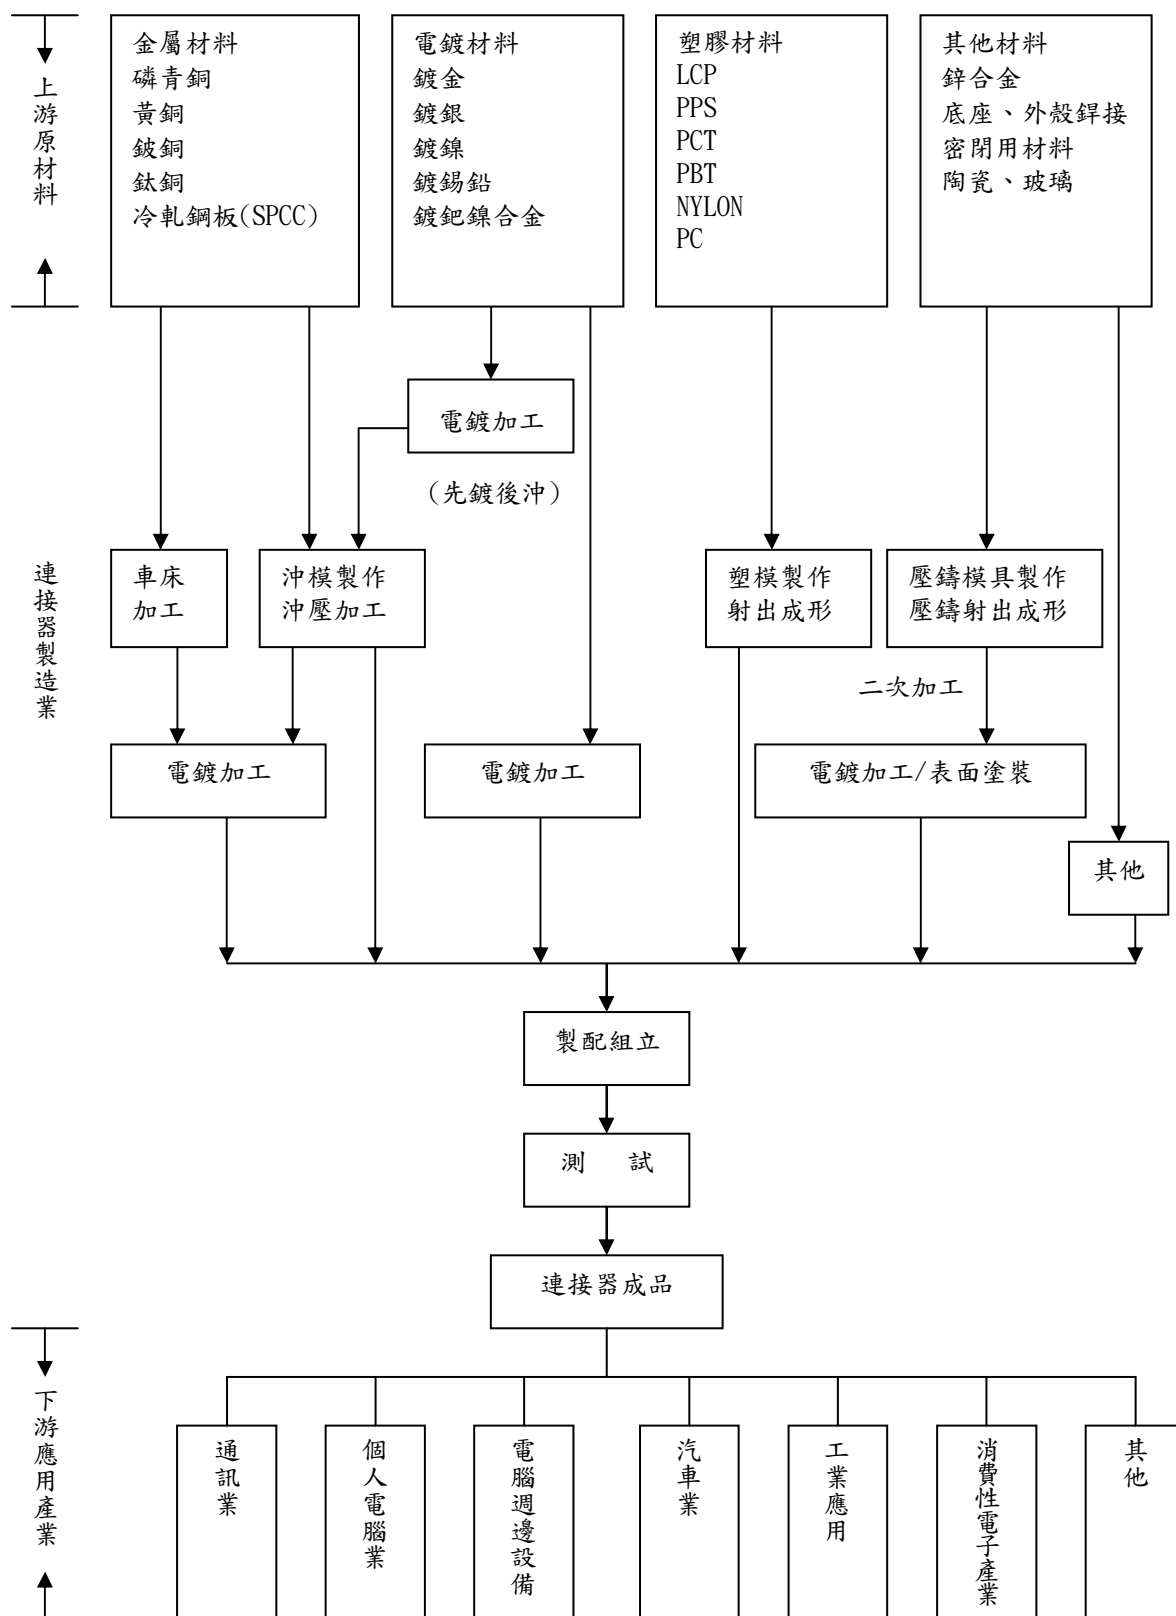 上游原材料
金屬材料
磷青銅
黃銅
鈹銅
鈦銅
冷軋鋼板(SPCC)
電鍍材料
鍍金
鍍銀
鍍鎳
鍍錫鉛
鍍鈀鎳合金
塑膠材料
LCP
PPS
PCT
PBT
NYLON
PC
其他材料
鋅合金
底座、外殼銲接
密閉用材料
陶瓷、玻璃
連接器製造業
電鍍加工
(先鍍後沖)
車床
加工
沖模製作
沖壓加工
塑模製作
射出成形
壓鑄模具製作
壓鑄射出成形
二次加工
電鍍加工
電鍍加工
電鍍加工/表面塗裝
其他
製配組立
測 試
連接器成品
下游應用產業
通訊業
個人電腦業
電腦週邊設備
汽車業
工業應用
消費性電子產業
其他